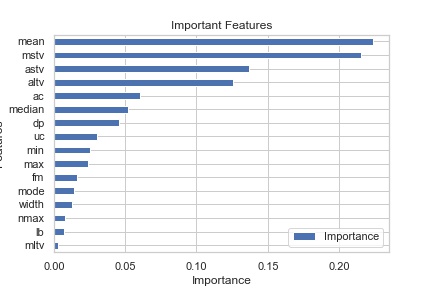 Important Features
mean
mstv
astv
altv
ac
median
dp
uc
min
max
fm
mode
width
nmax
lb
mltv
Importance
0.00 0.05 0.10 0.15 0.20
Importance